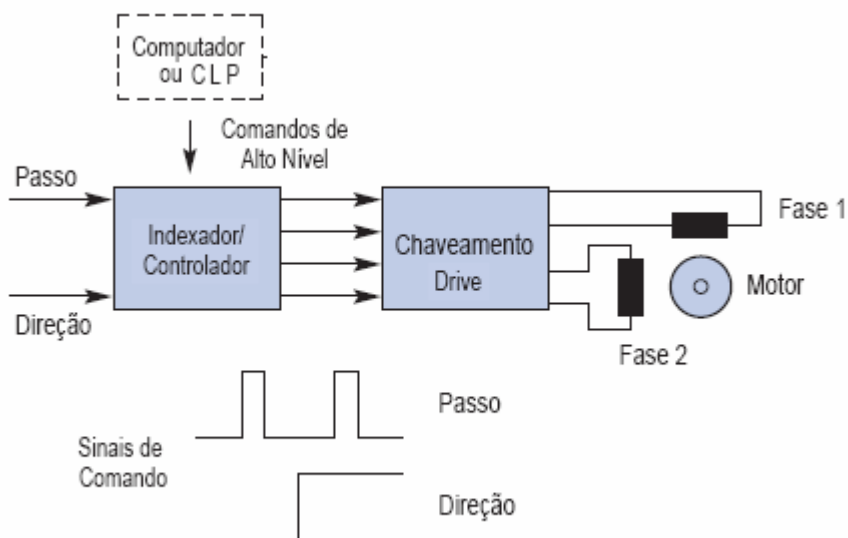 Computador
ou CLP
Comandos de
Alto Nível
Passo
Indexador/
Controlador
Direção
Chaveamento
Drive
Fase 1
Motor
Fase 2
Sinais de
Comando
Passo
Direção